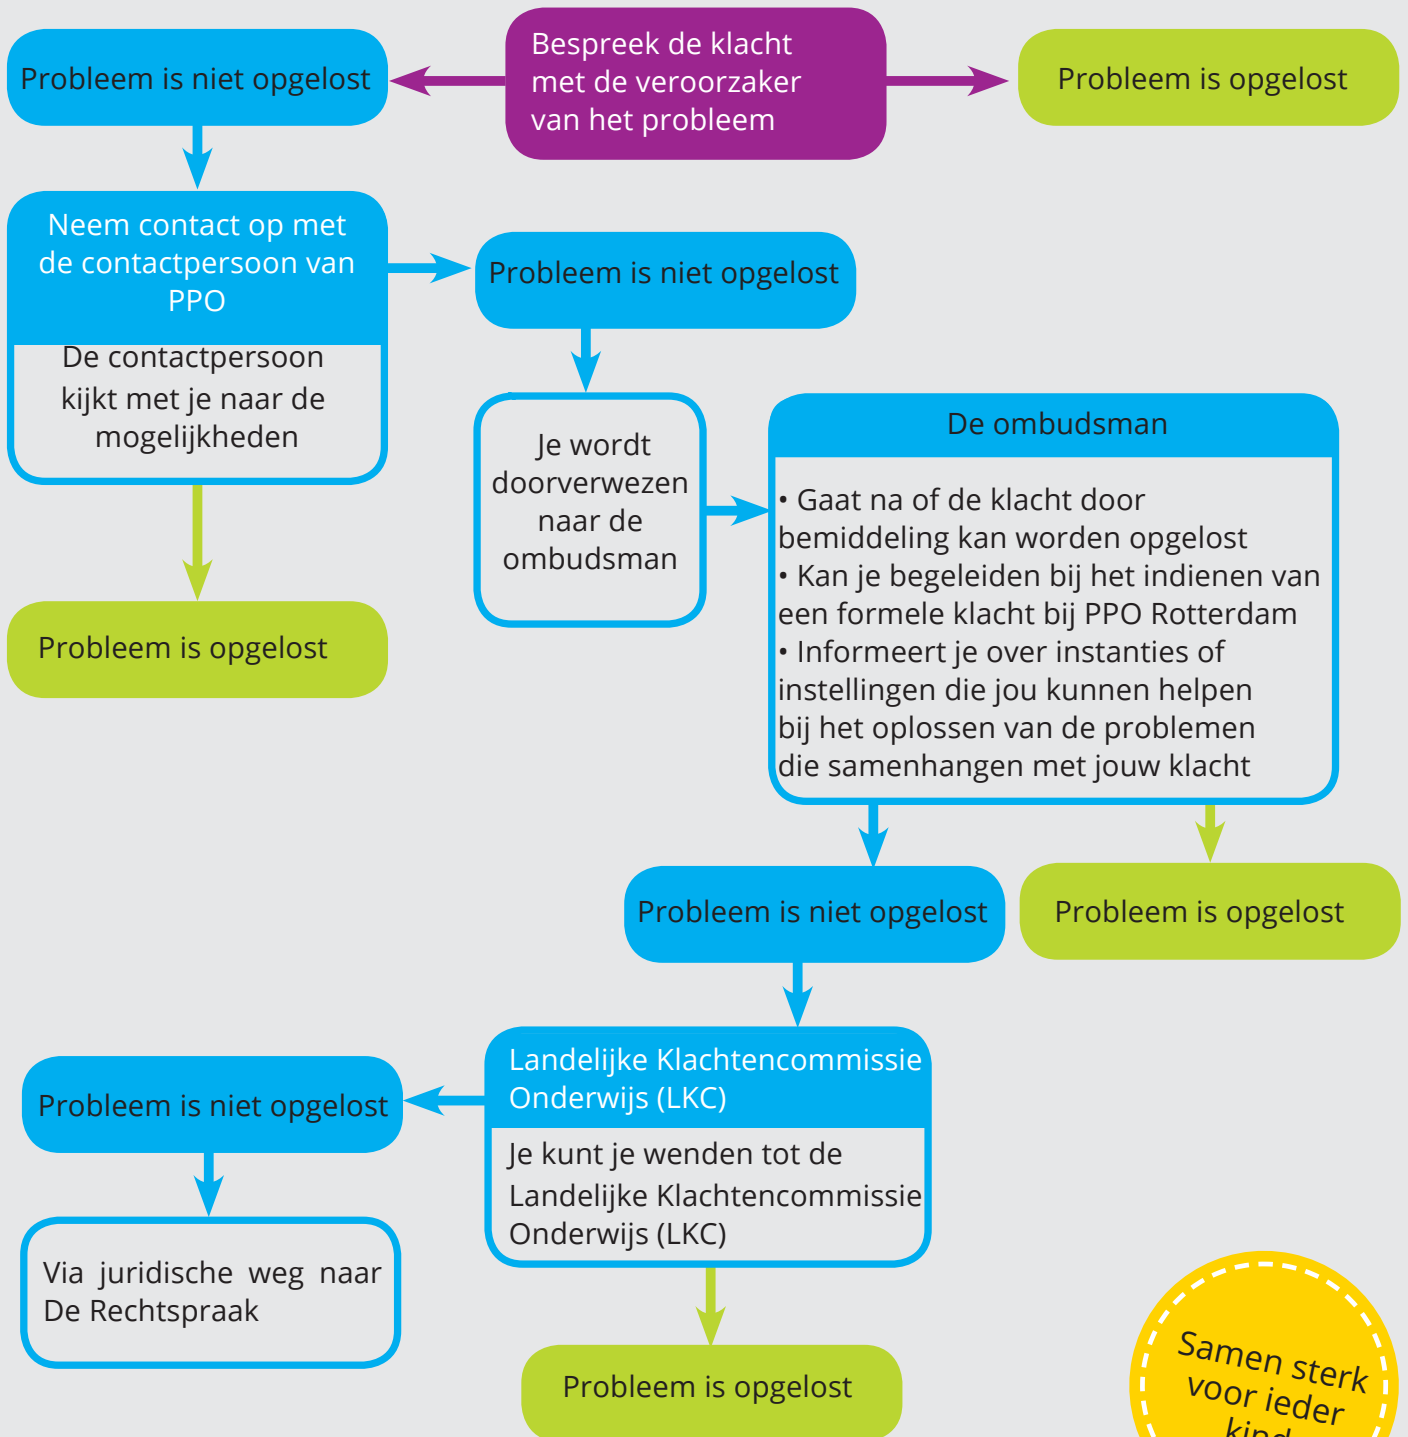 Probleem is niet opgelost
Bespreek de klacht
met de veroorzaker
van het probleem
Probleem is opgelost
Neem contact op met
de contactpersoon van
PPO
De contactpersoon
kijkt met je naar de
mogelijkheden
Probleem is opgelost
Probleem is niet opgelost
Je wordt
doorverwezen
naar de
ombudsman
De ombudsman
• Gaat na of de klacht door
bemiddeling kan worden opgelost
• Kan je begeleiden bij het indienen van
een formele klacht bij PPO Rotterdam
• Informeert je over instanties of
instellingen die jou kunnen helpen
bij het oplossen van de problemen
die samenhangen met jouw klacht
Probleem is niet opgelost
Probleem is opgelost
Landelijke Klachtencommissie
Onderwijs (LKC)
Je kunt je wenden tot de
Landelijke Klachtencommissie
Onderwijs (LKC)
Probleem is niet opgelost
Via juridische weg naar
De Rechtspraak
Probleem is opgelost
Samen sterk
voor ieder
kind